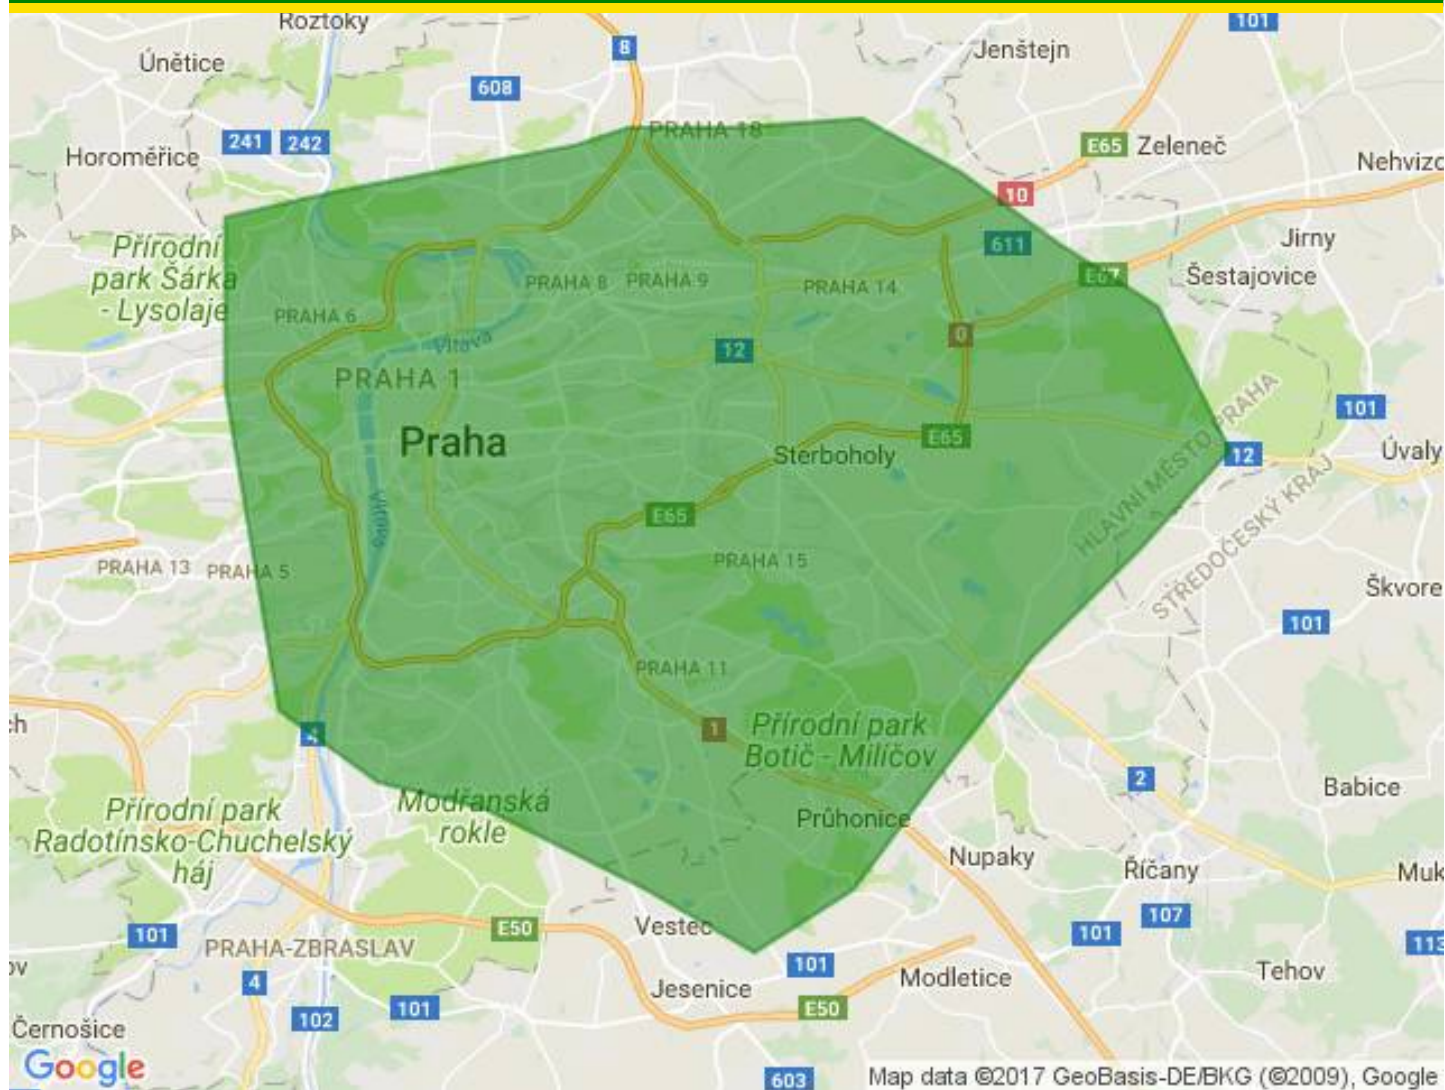 Roztoky
101
Únětice
8
Jenštejn
608
241
242
PRAHA 18
E65
Zeleneč
Horoměřice
Nehvizc
10
Přírodní
park Šárka
- Lysolaje
611
Jirny
E67
Šestajovice
PRAHA 8
PRAHA 9
PRAHA 14
PRAHA 6
Vltava
12
0
PRAHA 1
101
Praha
E65
Sterboholy
12
Úvaly
HLAVNÍ MĚSTO PRAHA
STŘEDOČESKÝ KRAJ
Vltava
E65
PRAHA 13
PRAHA 5
PRAHA 15
Škvore
101
PRAHA 11
ch
4
1
Přírodní park
Botič - Milíčov
2
Babice
Přírodní park
Radotínsko-Chuchelský
háj
Modřanská
rokle
Průhonice
Nupaky
Říčany
Muk
107
101
PRAHA-ZBRASLAV
E50
Vestec
101
113
ov
4
101
Modletice
Tehov
Jesenice
102
101
E50
Černošice
Google
603
Map data ©2017 GeoBasis-DE/BKG (©2009), Google